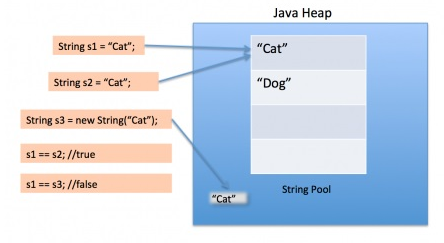 Java Heap
String s1 = “Cat”;
“Cat”
String s2 = “Cat”;
“Dog”
String s3 = new String(“Cat”);
s1 == s2; //true
s1 == s3; //false
“Cat”
String Pool